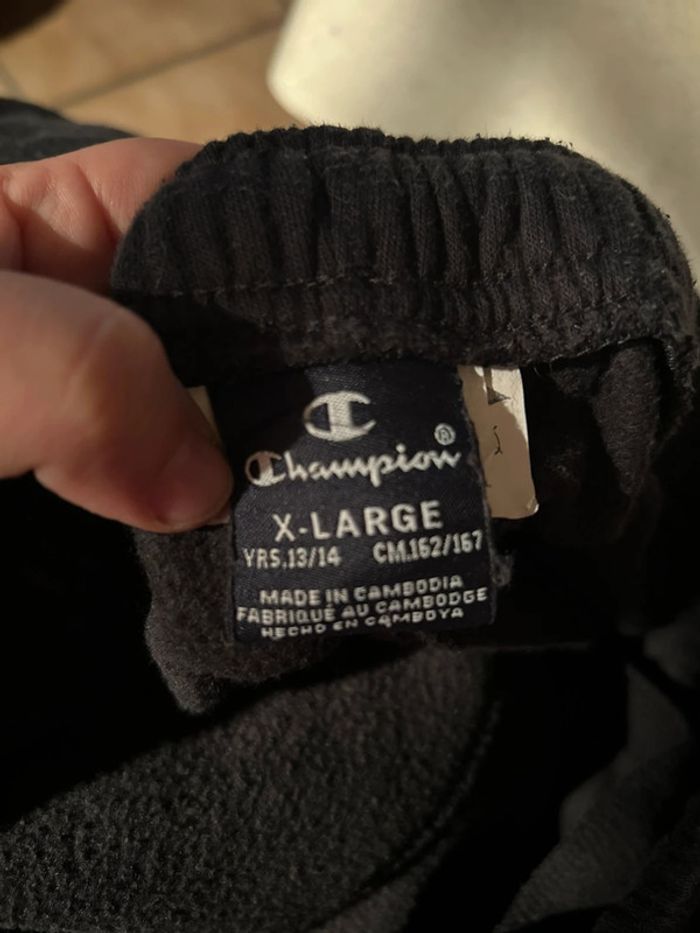 Champion®
X-LARGE
YRS.13/14 CM.162/167
MADE IN CAMBODIA
FABRIQUÉ AU CAMBODGE
HECHO EN CAMBOYA